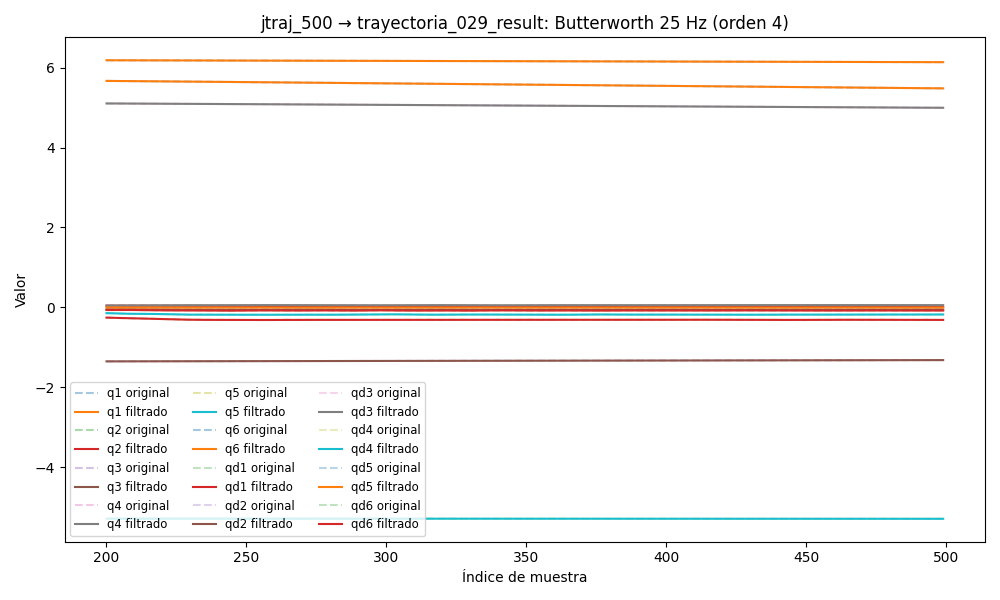 jtraj_500 → trayectoria_029_result: Butterworth 25 Hz (orden 4)
Valor
6
4
2
0
−2
−4
q1 original
q1 filtrado
q2 original
q2 filtrado
q3 original
q3 filtrado
q4 original
q4 filtrado
q5 original
q5 filtrado
q6 original
q6 filtrado
qd1 original
qd1 filtrado
qd2 original
qd2 filtrado
qd3 original
qd3 filtrado
qd4 original
qd4 filtrado
qd5 original
qd5 filtrado
qd6 original
qd6 filtrado
200 250 300 350 400 450 500
Índice de muestra